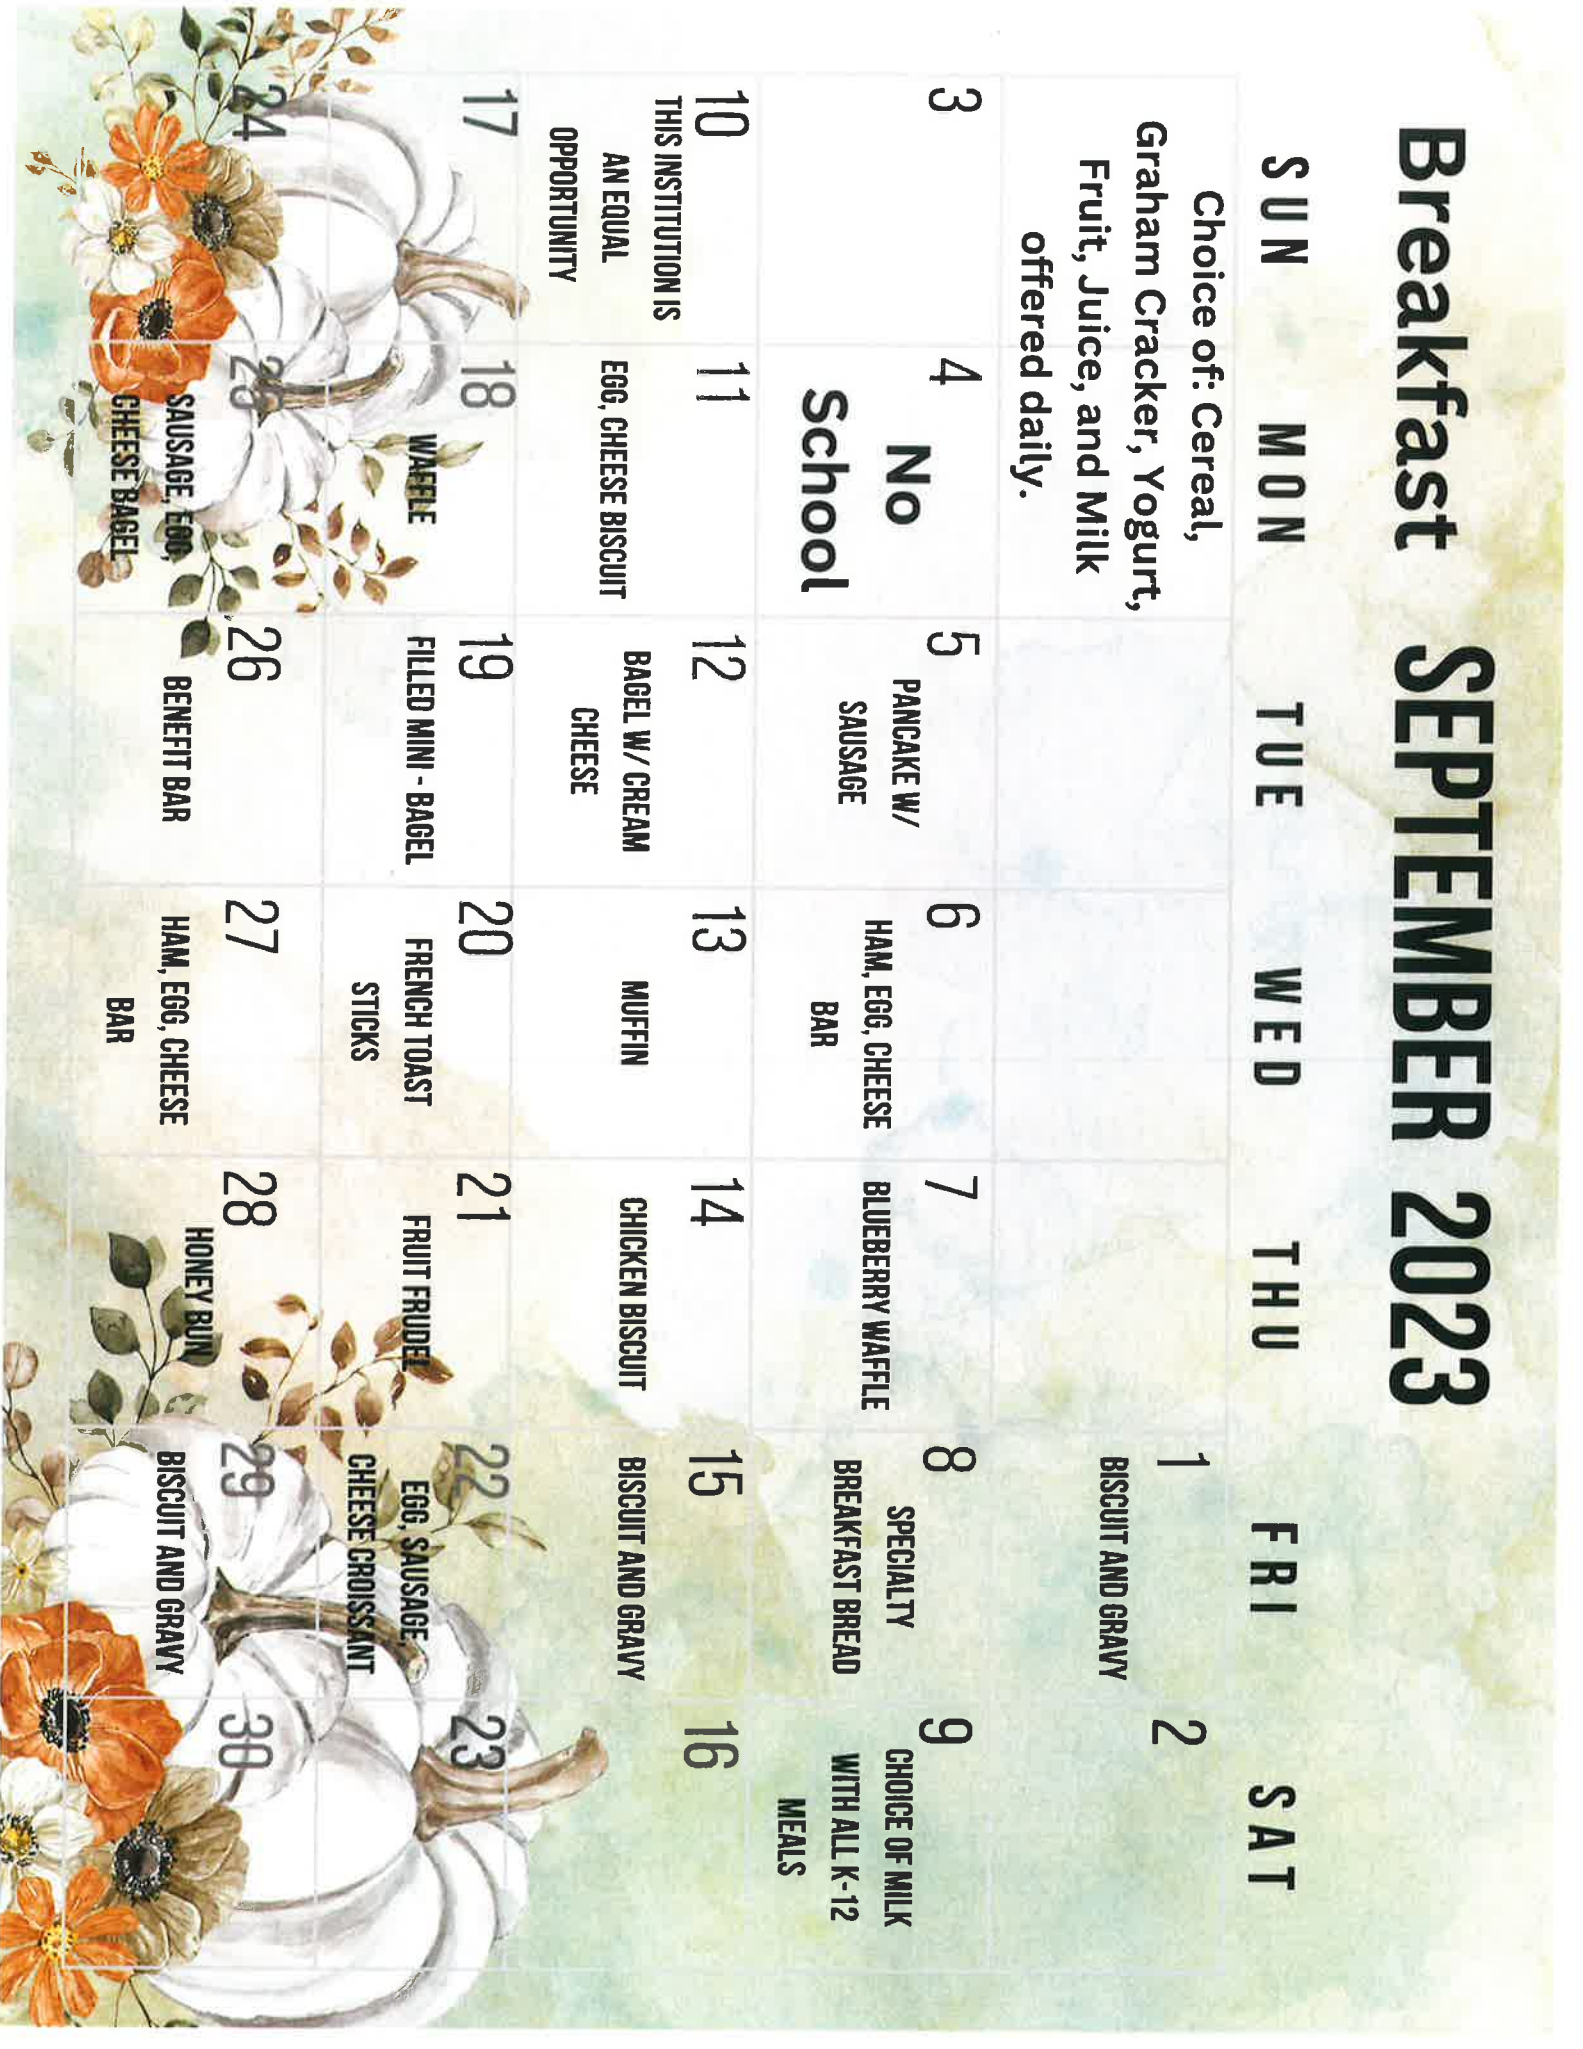 Breakfast SEPTEMBER 2023
SUN MON TUE WED THU FRI SAT
Choice of: Cereal,
Graham Cracker, Yogurt,
Fruit, Juice, and Milk
offered daily.
1
BISCUIT AND GRAVY
2
3
4
No
School
5
PANCAKE W/
SAUSAGE
6
HAM, EGG, CHEESE
BAR
7
BLUEBERRY WAFFLE
8
SPECIALTY
BREAKFAST BREAD
9
CHOICE OF MILK
WITH ALL K-12
MEALS
10
THIS INSTITUTION IS
AN EQUAL
OPPORTUNITY
11
EGG, CHEESE BISCUIT
12
BAGEL W/ CREAM
CHEESE
13
MUFFIN
14
CHICKEN BISCUIT
15
BISCUIT AND GRAVY
16
17
18
WAFFLE
19
FILLED MINI - BAGEL
20
FRENCH TOAST
STICKS
21
FRUIT FRUDEL
22
EGG, SAUSAGE,
CHEESE CROISSANT
23
24
25
SAUSAGE, EGG,
CHEESE BAGEL
26
BENEFIT BAR
27
HAM, EGG, CHEESE
BAR
28
HONEY BUN
29
BISCUIT AND GRAVY
30